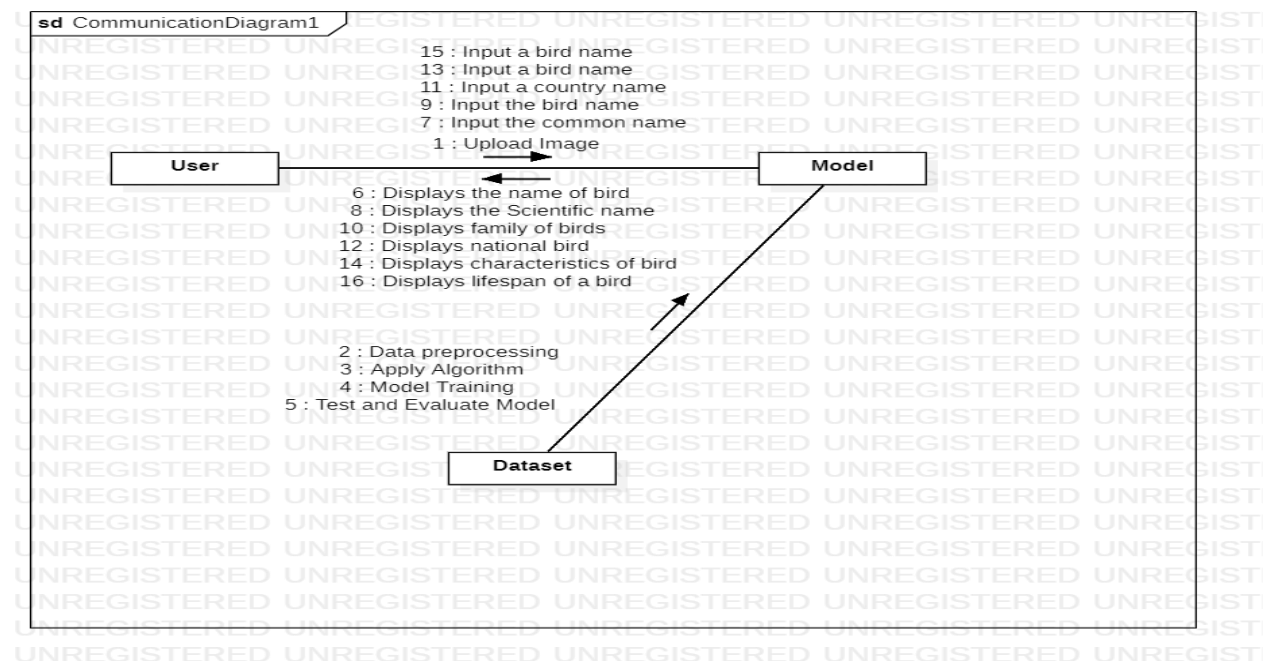 sd CommunicationDiagram1
15 : Input a bird name
13 : Input a bird name
11 : Input a country name
9 : Input the bird name
7 : Input the common name
1 : Upload Image
User
Model
6 : Displays the name of bird
8 : Displays the Scientific name
10 : Displays family of birds
12 : Displays national bird
14 : Displays characteristics of bird
16 : Displays lifespan of a bird
2 : Data preprocessing
3 : Apply Algorithm
4 : Model Training
5 : Test and Evaluate Model
Dataset
UNREGISTERED